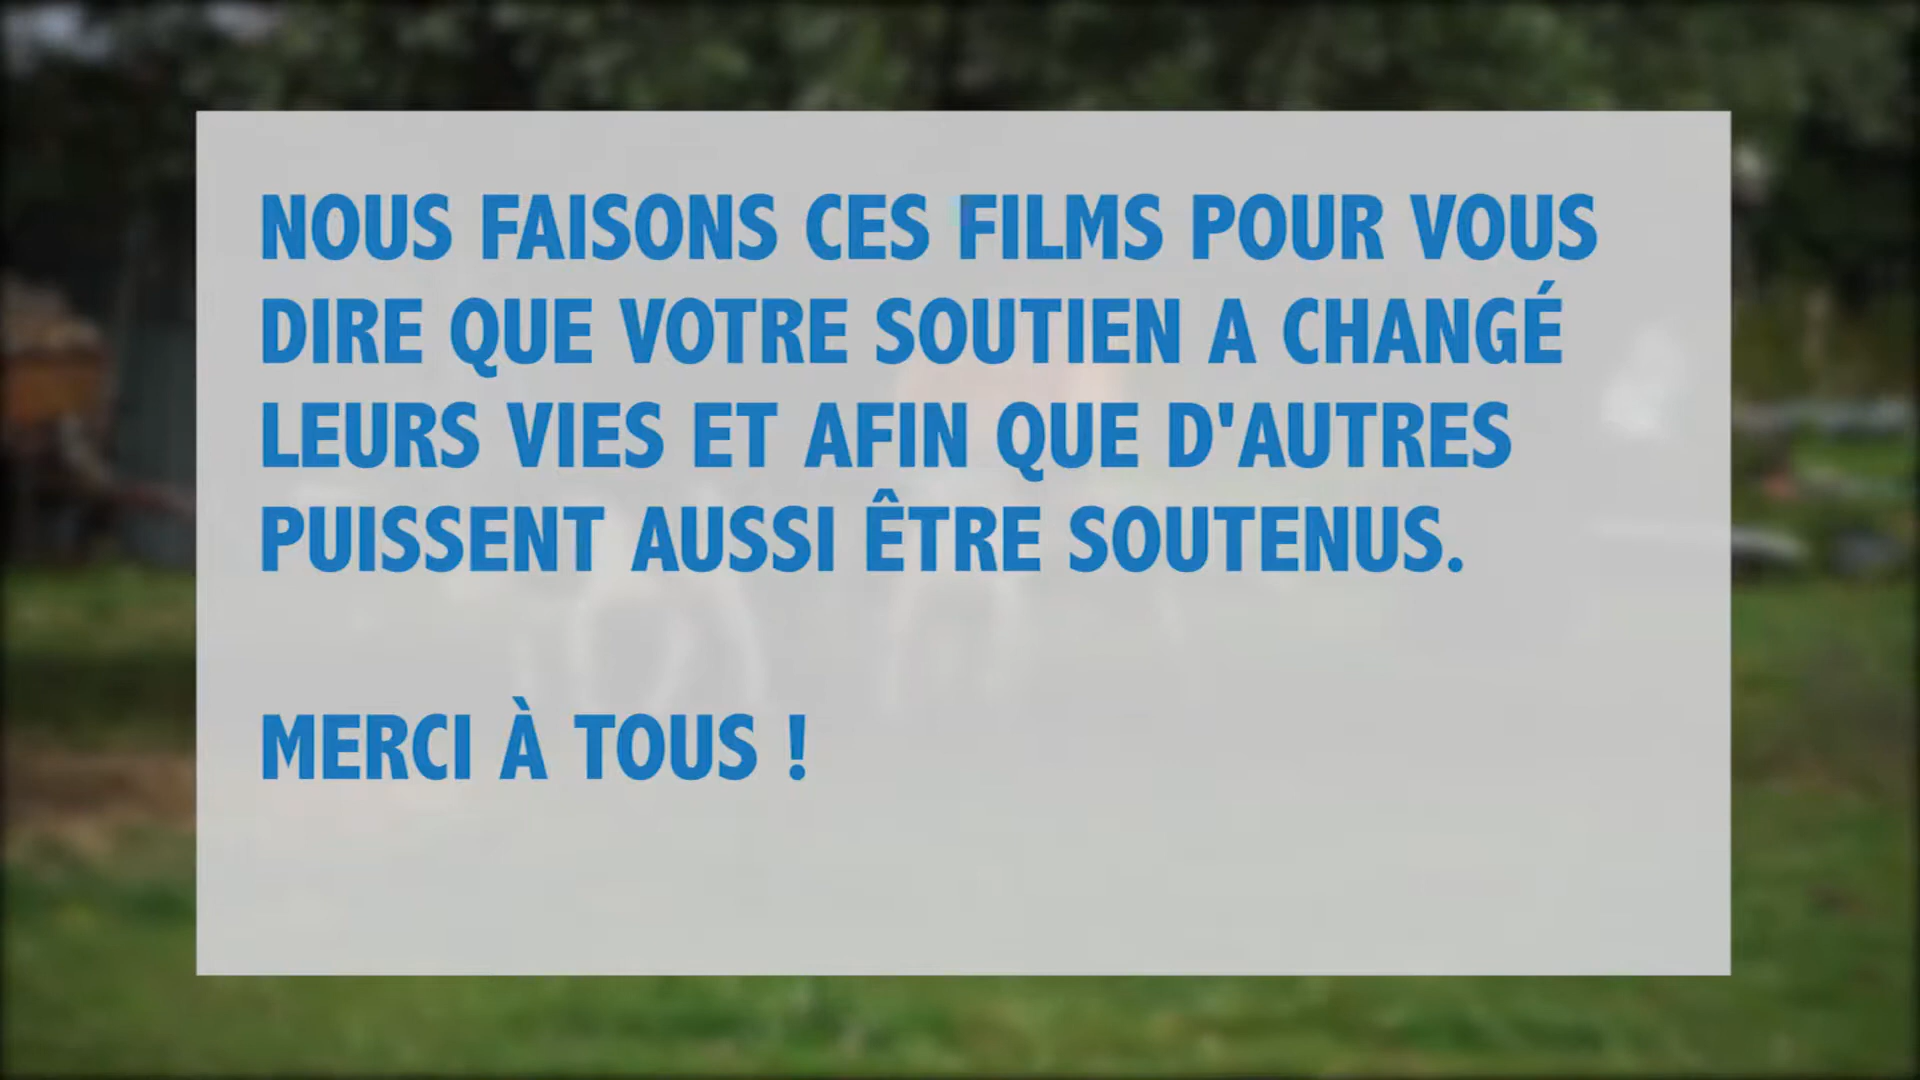 NOUS FAISONS CES FILMS POUR VOUS
DIRE QUE VOTRE SOUTIEN A CHANGÉ
LEURS VIES ET AFIN QUE D'AUTRES
PUISSENT AUSSI ÊTRE SOUTENUS.
MERCI À TOUS !